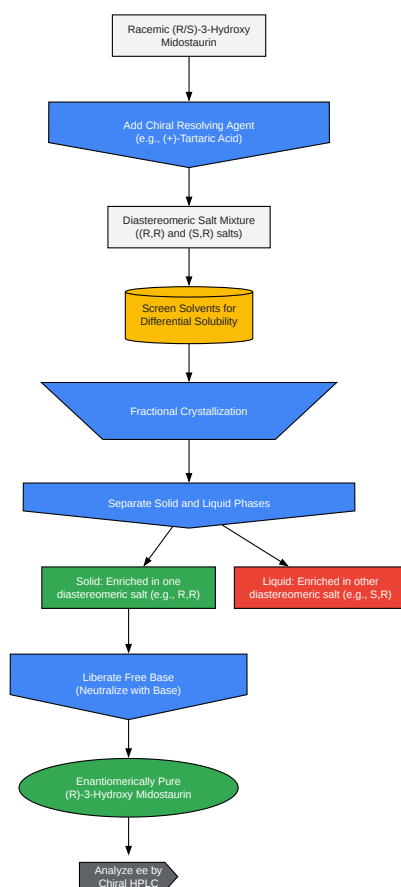 Racemic (R/S)-3-Hydroxy
Midostaurin
Add Chiral Resolving Agent
(e.g., (+)-Tartaric Acid)
Diastereomeric Salt Mixture
((R,R) and (S,R) salts)
Screen Solvents for
Differential Solubility
Fractional Crystallization
Separate Solid and Liquid Phases
Solid: Enriched in one
diastereomeric salt (e.g., R,R)
Liquid: Enriched in other
diastereomeric salt (e.g., S,R)
Liberate Free Base
(Neutralize with Base)
Enantiomerically Pure
(R)-3-Hydroxy Midostaurin
Analyze ee by
Chiral HPLC